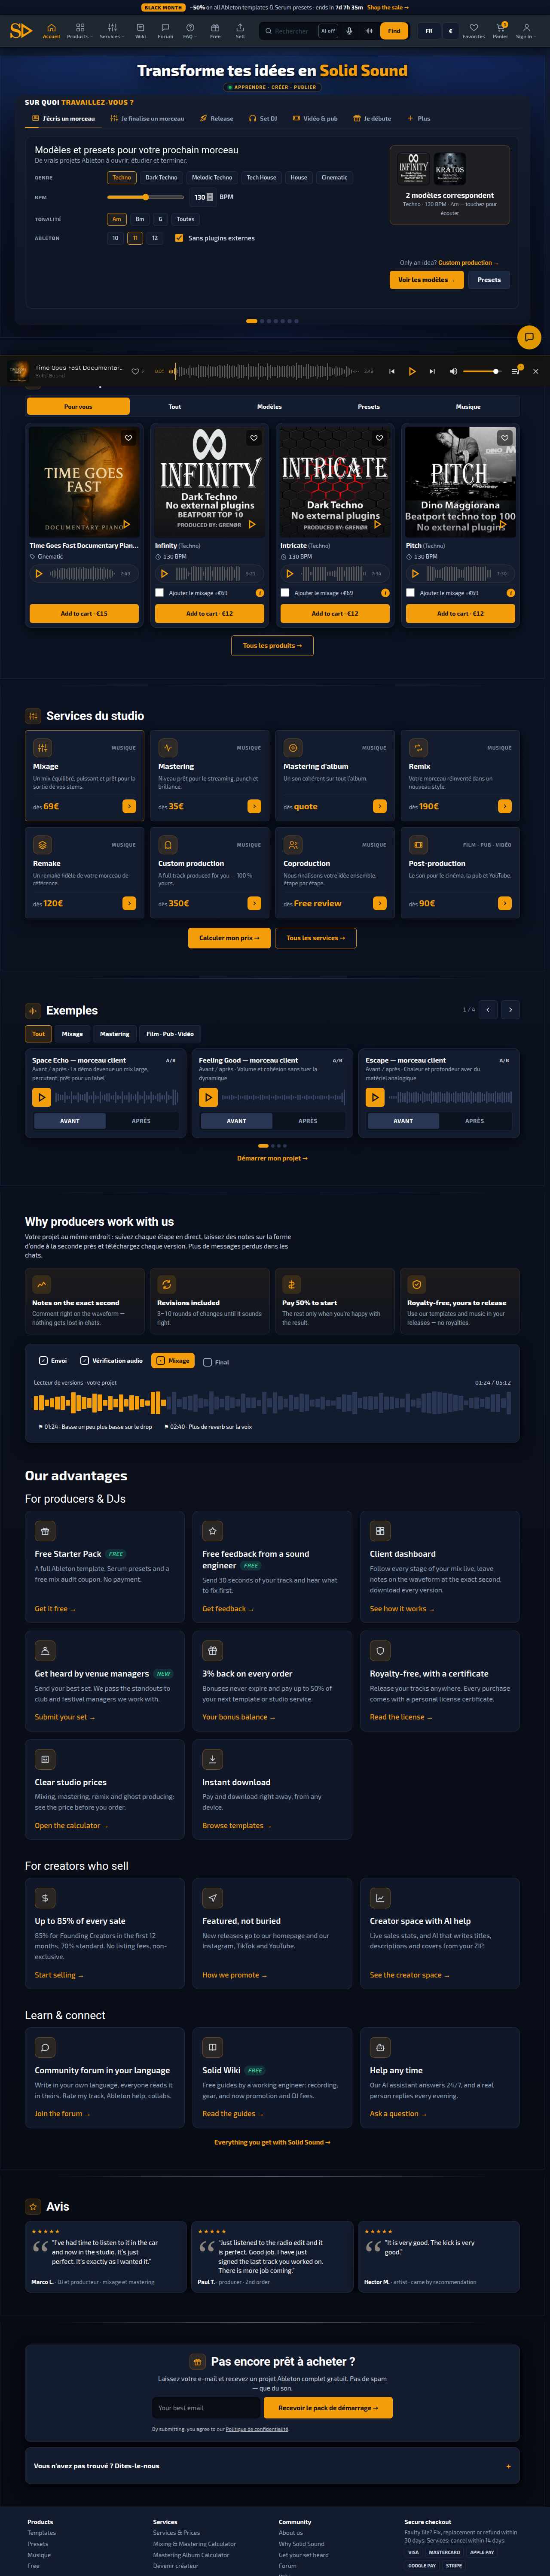 BLACK MONTH −50% on all Ableton templates & Serum presets · ends in 7d 7h 35m Shop the sale →
Accueil Products Services Wiki Forum FAQ Free Sell Rechercher AI off Find FR € Favorites Panier Sign in
Transforme tes idées en Solid Sound
APPRENDRE · CRÉER · PUBLIER
SUR QUOI TRAVAILLEZ-VOUS ?
J'écris un morceau Je finalise un morceau Release Set DJ Vidéo & pub Je débute Plus
Modèles et presets pour votre prochain morceau
De vrais projets Ableton à ouvrir, étudier et terminer.
GENRE Techno Dark Techno Melodic Techno Tech House House Cinematic
BPM 130 BPM
TONALITÉ Am Bm G Toutes
ABLETON 10 11 12 Sans plugins externes
INFINITY KRATOS
2 modèles correspondent
Techno · 130 BPM · Am — touchez pour
écouter
Only an idea? Custom production →
Voir les modèles → Presets
Time Goes Fast Documentar...
Solid Sound
2 0:01
Pour vous Tout Modèles Presets Musique
TIME GOES
FAST
DOCUMENTARY PIANO
INFINITY
Dark Techno
No external plugins
BEATPORT TOP 10
PRODUCED BY: GRENØR
INTRICATE
Dark Techno
No external plugins
PRODUCED BY: GRENØR
PITCH
Dino Maggiorana
Beatport techno top 100
No external plugins
Time Goes Fast Documentary Pian...
Cinematic
Add to cart · €15
Infinity (Techno)
130 BPM
Ajouter le mixage +€69
Add to cart · €12
Intricate (Techno)
130 BPM
Ajouter le mixage +€69
Add to cart · €12
Pitch (Techno)
130 BPM
Ajouter le mixage +€69
Add to cart · €12
Tous les produits →
Services du studio
MUSIQUE
Mixage
Un mix équilibré, puissant et prêt pour la
sortie de vos stems.
dès 69€
MUSIQUE
Mastering
Niveau prêt pour le streaming, punch et
brillance.
dès 35€
MUSIQUE
Mastering d'album
Un son cohérent sur tout l'album.
dès quote
MUSIQUE
Remix
Votre morceau réinventé dans un
nouveau style.
dès 190€
MUSIQUE
Remake
Un remake fidèle de votre morceau de
référence.
dès 120€
MUSIQUE
Custom production
A full track produced for you — 100 %
yours.
dès 350€
MUSIQUE
Coproduction
Nous finalisons votre idée ensemble,
étape par étape.
dès Free review
FILM · PUB · VIDÉO
Post-production
Le son pour le cinéma, la pub et YouTube.
dès 90€
Calculer mon prix → Tous les services →
Exemples 1 / 4
Tout Mixage Mastering Film · Pub · Vidéo
Space Echo — morceau client A/B
Avant / après · La démo devenue un mix large,
percutant, prêt pour un label
AVANT APRÈS
Feeling Good — morceau client A/B
Avant / après · Volume et cohésion sans tuer la
dynamique
AVANT APRÈS
Escape — morceau client A/B
Avant / après · Chaleur et profondeur avec du
matériel analogique
AVANT APRÈS
Démarrer mon projet →
Why producers work with us
Votre projet au même endroit : suivez chaque étape en direct, laissez des notes sur la forme
d'onde à la seconde près et téléchargez chaque version. Plus de messages perdus dans les
chats.
Notes on the exact second
Comment right on the waveform —
nothing gets lost in chats.
Revisions included
3–10 rounds of changes until it sounds
right.
Pay 50% to start
The rest only when you're happy with
the result.
Royalty-free, yours to release
Use our templates and music in your
releases — no royalties.
Envoi Vérification audio Mixage Final
Lecteur de versions · votre projet 01:24 / 05:12
01:24 · Basse un peu plus basse sur le drop 02:40 · Plus de reverb sur la voix
Our advantages
For producers & DJs
Free Starter Pack FREE
A full Ableton template, Serum presets and a
free mix audit coupon. No payment.
Get it free →
Free feedback from a sound
engineer FREE
Send 30 seconds of your track and hear what
to fix first.
Get feedback →
Client dashboard
Follow every stage of your mix live, leave
notes on the waveform at the exact second,
download every version.
See how it works →
Get heard by venue managers NEW
Send your best set. We pass the standouts to
club and festival managers we work with.
Submit your set →
3% back on every order
Bonuses never expire and pay up to 50% of
your next template or studio service.
Your bonus balance →
Royalty-free, with a certificate
Release your tracks anywhere. Every purchase
comes with a personal license certificate.
Read the license →
Clear studio prices
Mixing, mastering, remix and ghost producing:
see the price before you order.
Open the calculator →
Instant download
Pay and download right away, from any
device.
Browse templates →
For creators who sell
Up to 85% of every sale
85% for Founding Creators in the first 12
months, 70% standard. No listing fees, non-
exclusive.
Start selling →
Featured, not buried
New releases go to our homepage and our
Instagram, TikTok and YouTube.
How we promote →
Creator space with AI help
Live sales stats, and AI that writes titles,
descriptions and covers from your ZIP.
See the creator space →
Learn & connect
Community forum in your language
Write in your own language, everyone reads it
in theirs. Rate my track, Ableton help, collabs.
Join the forum →
Solid Wiki FREE
Free guides by a working engineer: recording,
gear, and now promotion and DJ fees.
Read the guides →
Help any time
Our AI assistant answers 24/7, and a real
person replies every evening.
Ask a question →
Everything you get with Solid Sound →
Avis
★★★★★
"I've had time to listen to it in the car
and now in the studio. It's just
perfect. It's exactly as I wanted it."
Marco L. · DJ et producteur · mixage et mastering
★★★★★
"Just listened to the radio edit and it
is perfect. Good job. I have just
signed the last track you worked on.
There is more job coming."
Paul T. · producer · 2nd order
★★★★★
"It is very good. The kick is very
good."
Hector M. · artist · came by recommendation
Pas encore prêt à acheter ?
Laissez votre e-mail et recevez un projet Ableton complet gratuit. Pas de spam
— que du son.
Your best email Recevoir le pack de démarrage →
By submitting, you agree to our Politique de confidentialité.
Vous n'avez pas trouvé ? Dites-le-nous +
Products
Templates
Presets
Musique
Free
Services
Services & Prices
Mixing & Mastering Calculator
Mastering Album Calculator
Devenir créateur
Community
About us
Why Solid Sound
Get your set heard
Forum
Secure checkout
Faulty file? Fix, replacement or refund within
30 days. Services: cancel within 14 days.
VISA MASTERCARD APPLE PAY
GOOGLE PAY STRIPE